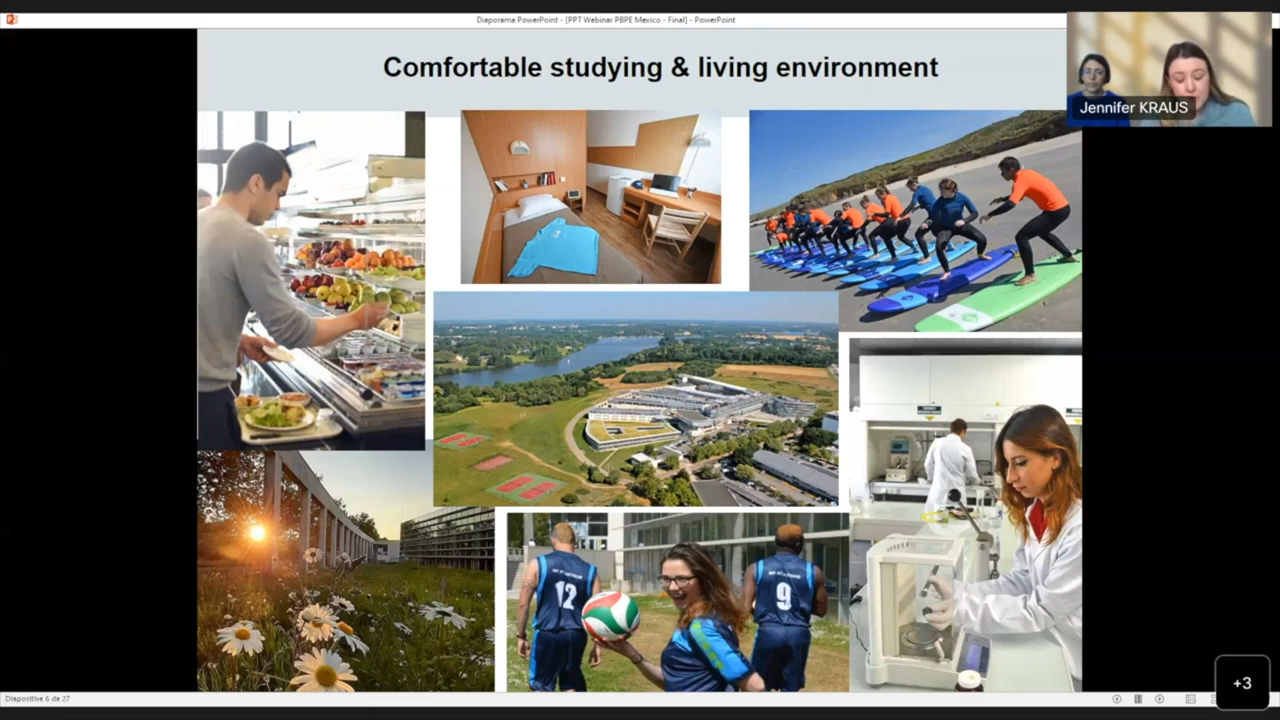 Diaporama PowerPoint - [PPT Webinar PBPE Mexico - Final] - PowerPoint
Comfortable studying & living environment
Jennifer KRAUS
12
9
Diapositive 6 de 27
+3